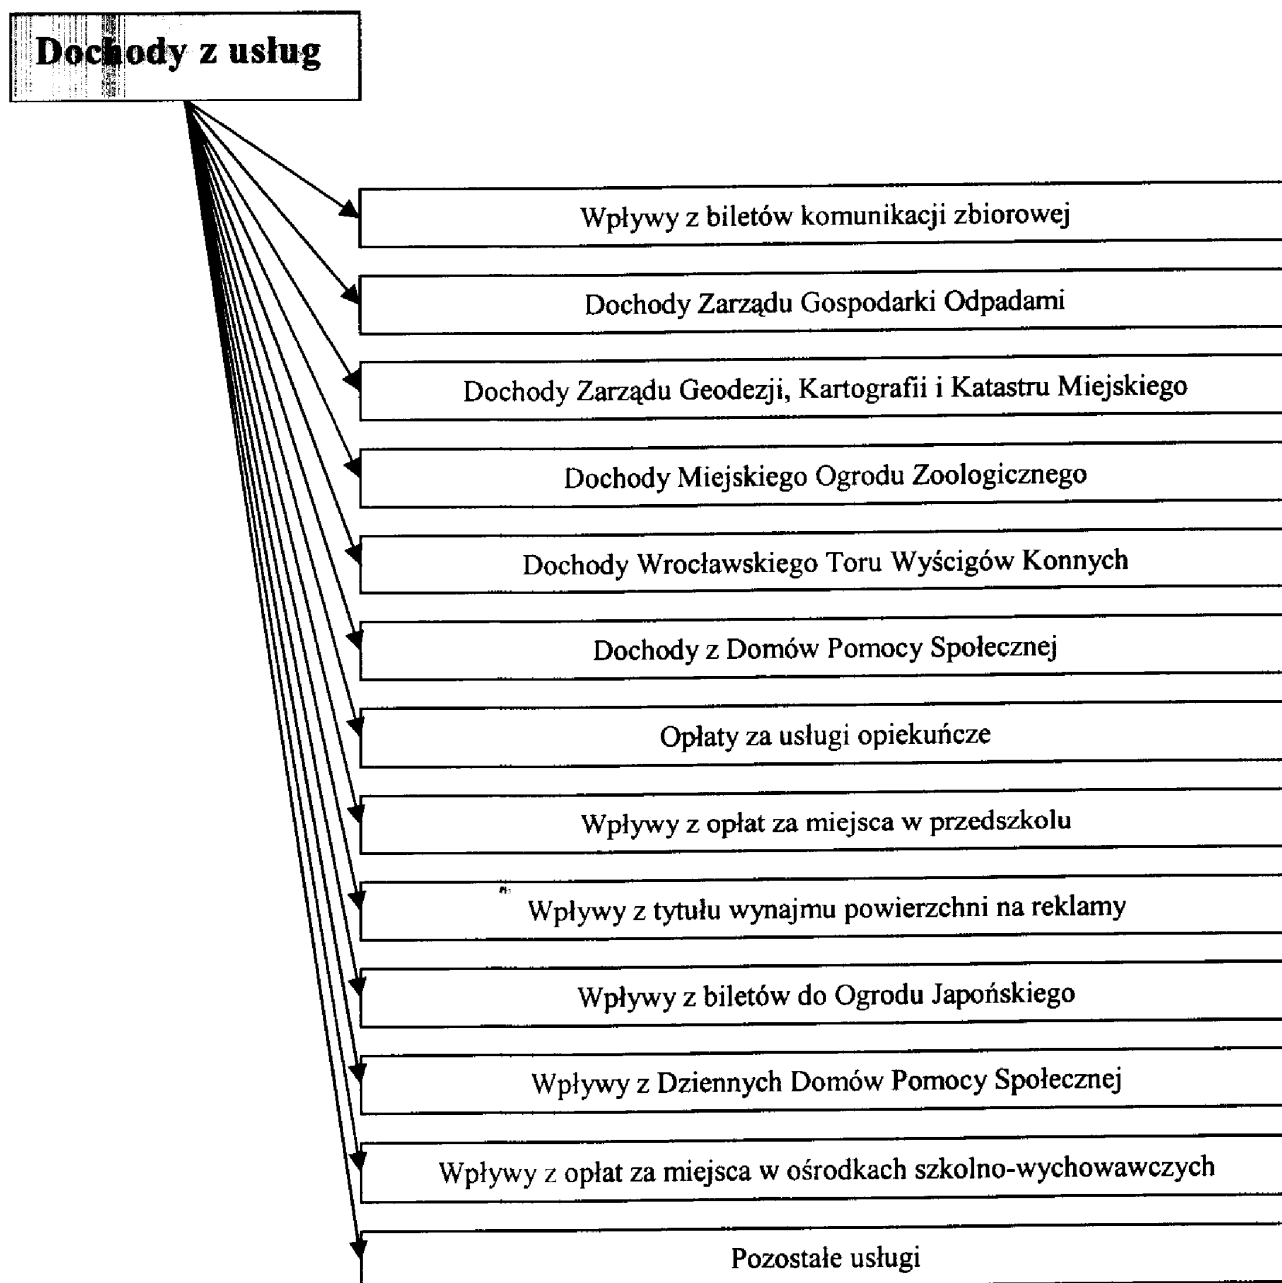 Dochody z usług
Wpływy z biletów komunikacji zbiorowej
Dochody Zarządu Gospodarki Odpadami
Dochody Zarządu Geodezji, Kartografii i Katastru Miejskiego
Dochody Miejskiego Ogrodu Zoologicznego
Dochody Wrocławskiego Toru Wyścigów Konnych
Dochody z Domów Pomocy Społecznej
Opłaty za usługi opiekuńcze
Wpływy z opłat za miejsca w przedszkolu
Wpływy z tytułu wynajmu powierzchni na reklamy
Wpływy z biletów do Ogrodu Japońskiego
Wpływy z Dziennych Domów Pomocy Społecznej
Wpływy z opłat za miejsca w ośrodkach szkolno-wychowawczych
Pozostałe usługi